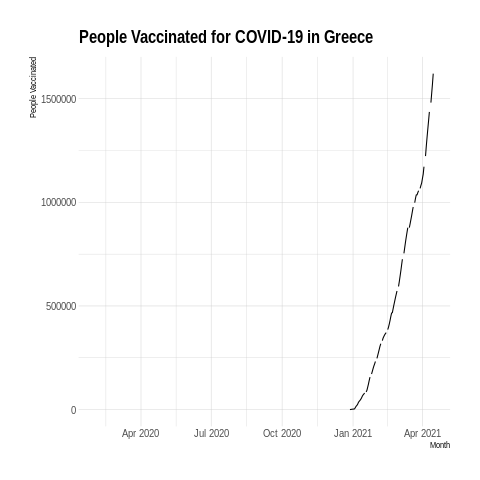 People Vaccinated for COVID-19 in Greece
People Vaccinated
1500000
1000000
500000
0
Apr 2020 Jul 2020 Oct 2020 Jan 2021 Apr 2021
Month